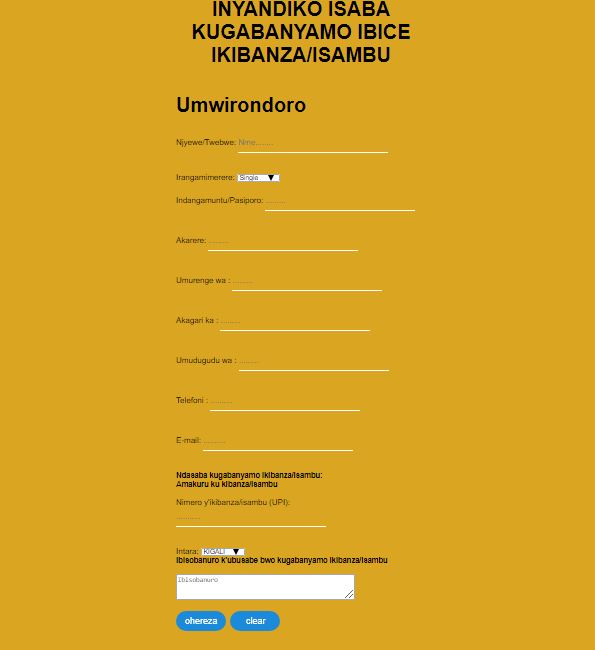 INYANDIKO ISABA
KUGABANYAMO IBICE
IKIBANZA/ISAMBU
Umwirondoro
Njyewe/Twebwe: Nme........
Irangamimerere: Single
Indangamuntu/Pasiporo: .........
Akarere: .........
Umurenge wa : .........
Akagari ka : .........
Umudugudu wa : .........
Telefoni : ..........
E-mail: ..........
Ndasaba kugabanyamo Ikibanza/Isambu:
Amakuru ku kibanza/isambu
Nimero y'ikibanza/isambu (UPI):
...........
Intara: KIGALI
Ibisobanuro k'ubusabe bwo kugabanyamo Ikibanza/isambu
Ibisobanuro
ohereza clear